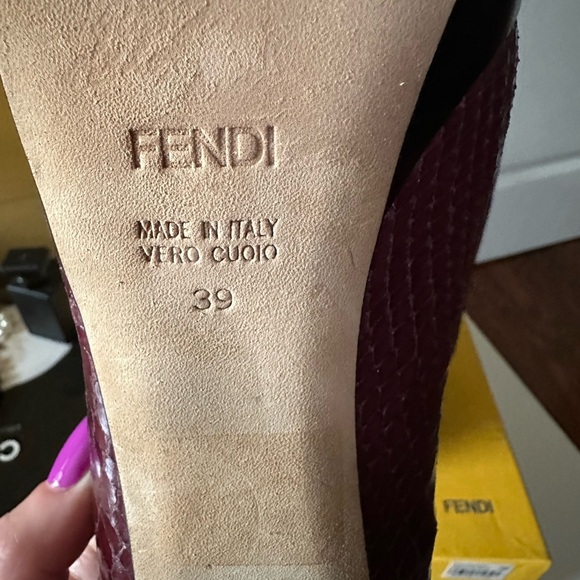 FENDI
MADE IN ITALY
VERO CUOIO
39
FENDI